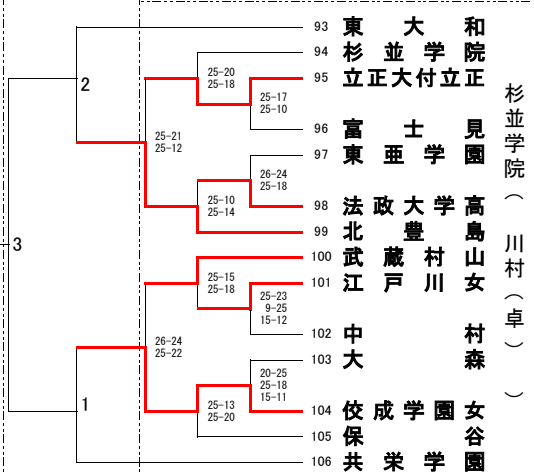 93 東大和
94 杉並学院
25-20
25-18
95 立正大付立正
2
25-17
25-10
96 富士見
25-21
25-12
97 東亜学園
26-24
25-18
25-10
25-14
98 法政大学高
99 北豊島
3
100 武蔵村山
25-15
25-18
101 江戸川女
25-23
9-25
15-12
102 中村
26-24
25-22
103 大森
20-25
25-18
15-11
1
25-13
25-20
104 佼成学園女
105 保谷
106 共栄学園
杉並学院(川村(卓))